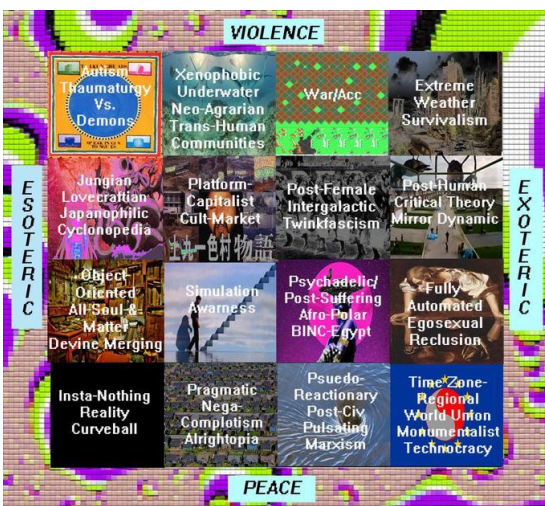 VIOLENCE
Autism
Thaumaturgy
Vs.
Demons
Xenophobic
Underwater
Neo-Agrarian
Trans-Human
Communities
War/Acc
Extreme
Weather
Survivalism
ESOTERIC
Jungian
Lovecraftian
Japanophilic
Cyclonopedia
Platform-
Capitalist
Cult-Market
色村物語
Post-Female
Intergalactic
Twinkfascism
Post-Human
Critical Theory
Mirror Dynamic
EXOTERIC
Object-
Oriented
All-Soul-&-
Matter
Devine Merging
Simulation
Awarness
Psychadelic/
Post-Suffering
Afro-Polar
BINC-Egypt
Fully
Automated
Egosexual
Reclusion
Insta-Nothing
Reality
Curveball
Pragmatic
Nega-
Complotism
Alrightopia
Psuedo-
Reactionary
Post-Civ
Pulsating
Marxism
Time-Zone-
Regional
World Union
Monumentalist
Technocracy
PEACE